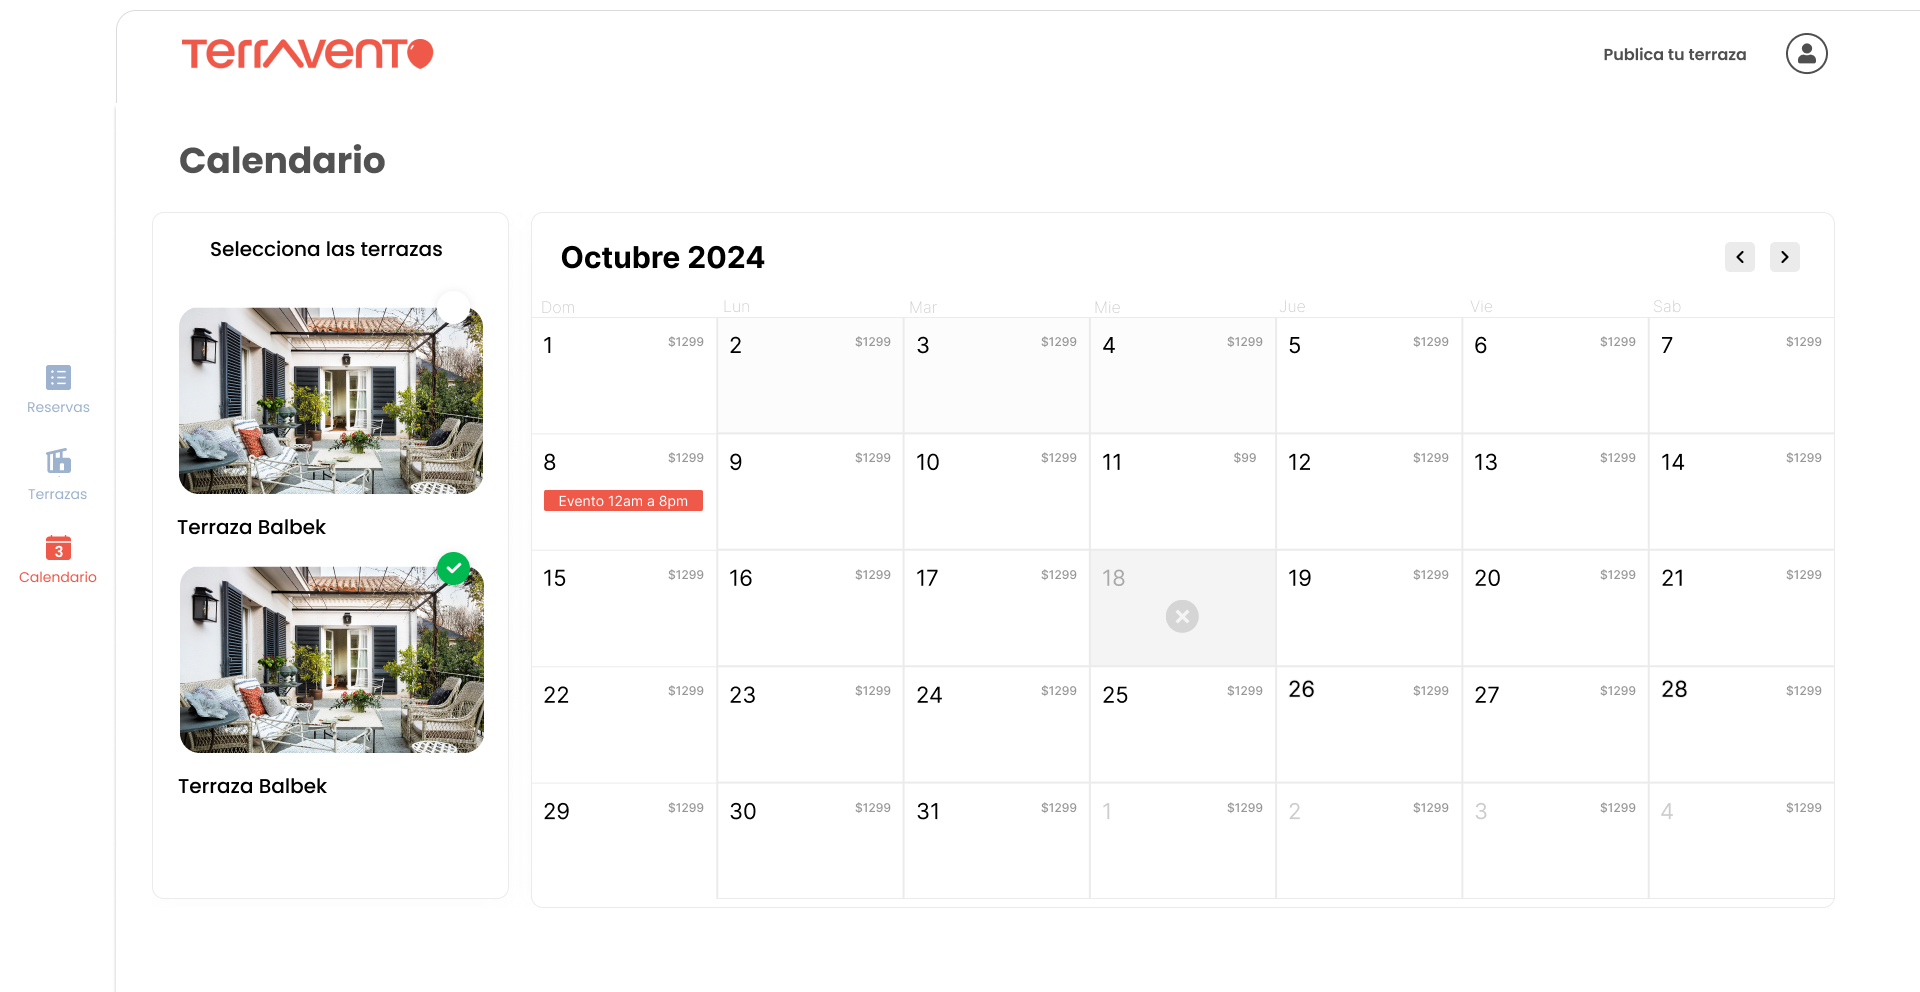 Terravento
Publica tu terraza
Calendario
Selecciona las terrazas
Terraza Balbek
Terraza Balbek
Reservas
Terrazas
3
Calendario
Octubre 2024
Dom Lun Mar Mie Jue Vie Sab
1 $1299 2 $1299 3 $1299 4 $1299 5 $1299 6 $1299 7 $1299
8 $1299 9 $1299 10 $1299 11 $99 12 $1299 13 $1299 14 $1299
Evento 12am a 8pm
15 $1299 16 $1299 17 $1299 18 19 $1299 20 $1299 21 $1299
22 $1299 23 $1299 24 $1299 25 $1299 26 $1299 27 $1299 28 $1299
29 $1299 30 $1299 31 $1299 1 $1299 2 $1299 3 $1299 4 $1299